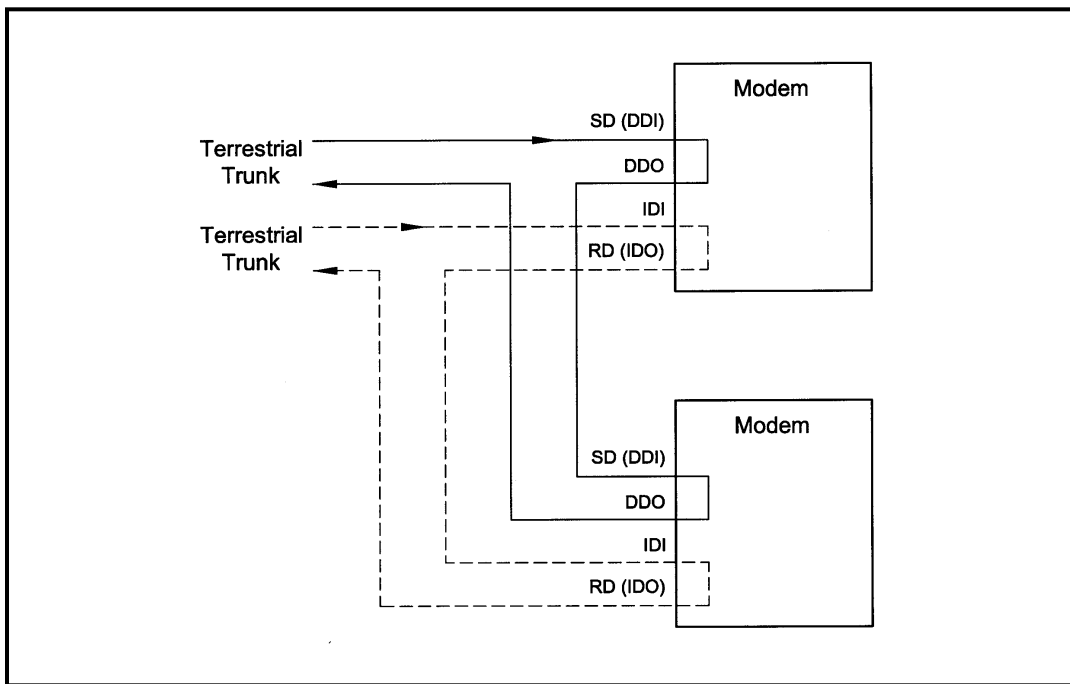 Modem
SD (DDI)
Terrestrial
Trunk
DDO
IDI
Terrestrial
Trunk
RD (IDO)
Modem
SD (DDI)
DDO
IDI
RD (IDO)